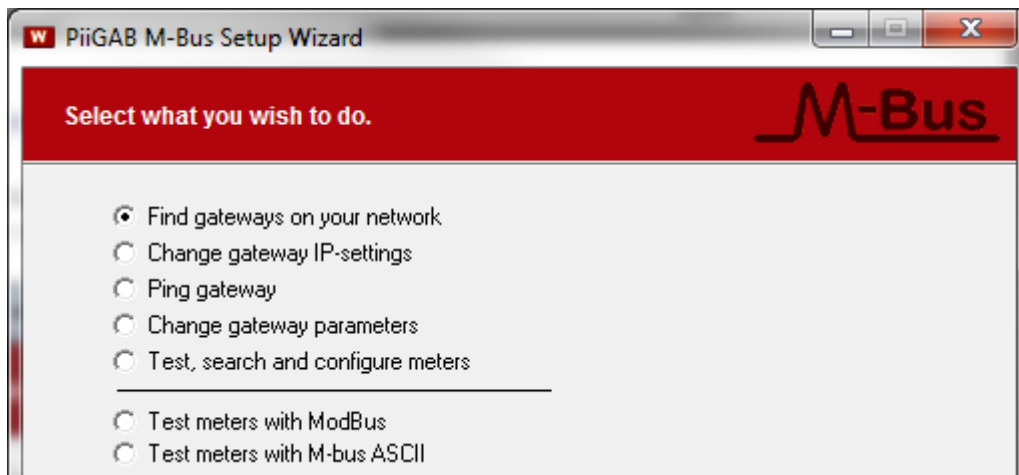 W PiiGAB M-Bus Setup Wizard
Select what you wish to do.
M-Bus
Find gateways on your network
Change gateway IP-settings
Ping gateway
Change gateway parameters
Test, search and configure meters
Test meters with ModBus
Test meters with M-bus ASCII